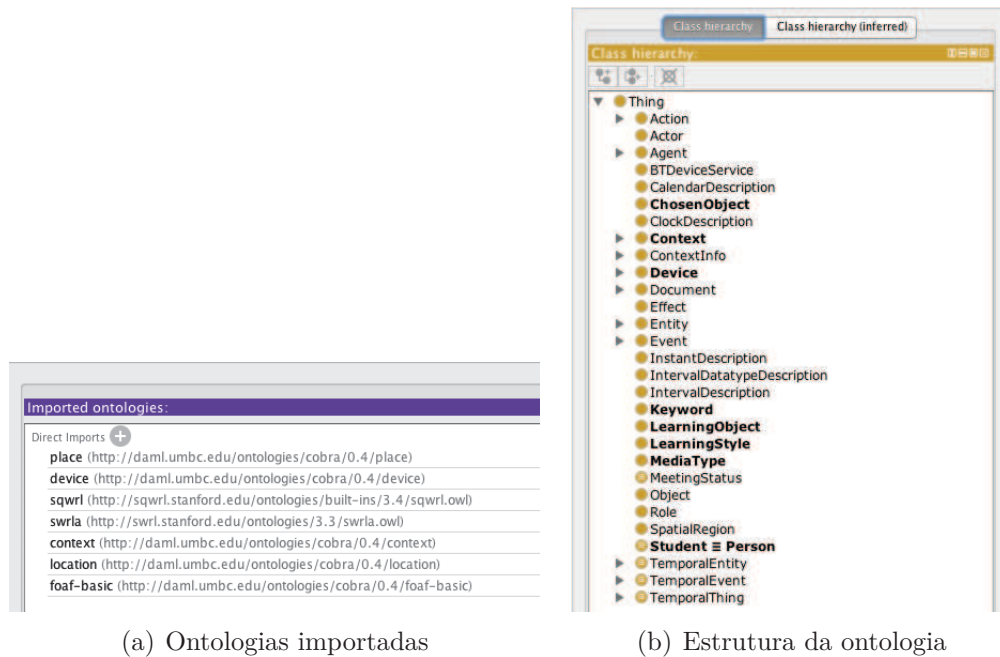 Imported ontologies:
Direct Imports
place (http://daml.umbc.edu/ontologies/cobra/0.4/place)
device (http://daml.umbc.edu/ontologies/cobra/0.4/device)
sqwrl (http://sqwrl.stanford.edu/ontologies/built-ins/3.4/sqwrl.owl)
swrla (http://swrl.stanford.edu/ontologies/3.3/swrla.owl)
context (http://daml.umbc.edu/ontologies/cobra/0.4/context)
location (http://daml.umbc.edu/ontologies/cobra/0.4/location)
foaf-basic (http://daml.umbc.edu/ontologies/cobra/0.4/foaf-basic)
(a) Ontologias importadas
Class hierarchy Class hierarchy (inferred)
Class hierarchy:
Thing
Action
Actor
Agent
BTDeviceService
CalendarDescription
ChosenObject
ClockDescription
Context
ContextInfo
Device
Document
Effect
Entity
Event
InstantDescription
IntervalDatatypeDescription
IntervalDescription
Keyword
LearningObject
LearningStyle
MediaType
MeetingStatus
Object
Role
SpatialRegion
Student ≡ Person
TemporalEntity
TemporalEvent
TemporalThing
(b) Estrutura da ontologia